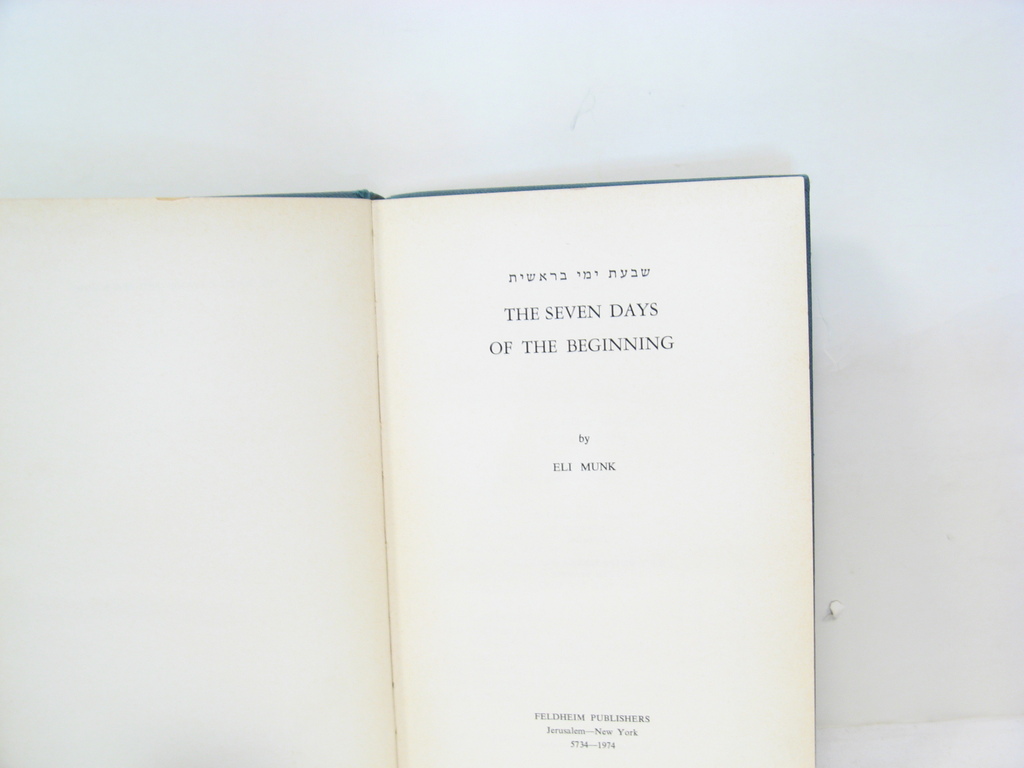 שבעת ימי בראשית
THE SEVEN DAYS
OF THE BEGINNING
by
ELI MUNK
FELDHEIM PUBLISHERS
Jerusalem—New York
5734—1974